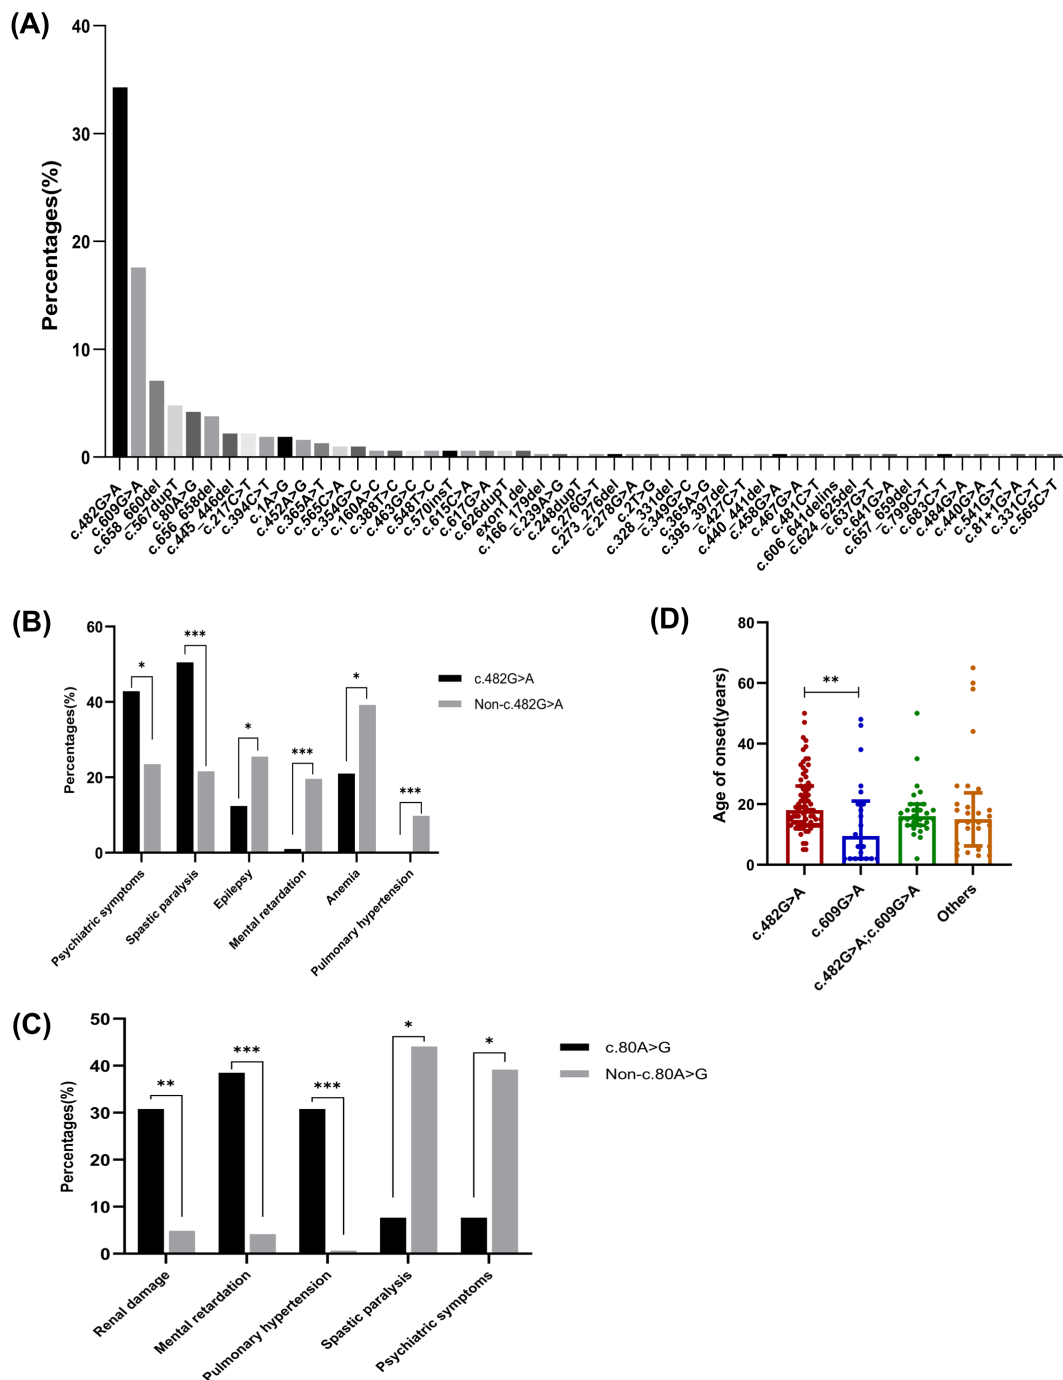 (A)
Percentages(%)
40
30
20
10
0
c.482G>A
c.609G>A
c.658_660del
c.567dupT
c.80A>G
c.656_658del
c.445_446del
c.217C>T
c.394C>T
c.1A>G
c.452A>G
c.365A>T
c.565C>A
c.354G>C
c.160A>C
c.388T>C
c.463G>C
c.548T>C
c.570insT
c.615C>A
c.617G>A
c.626dupT
exon1 del
c.166_179del
c.239A>G
c.248dupT
c.276G>T
c.273_276del
c.278G>A
c.2T>G
c.328_331del
c.349G>C
c.365A>G
c.395_397del
c.427C>T
c.440_441del
c.458G>A
c.467G>A
c.481C>T
c.606_641delins
c.624_625del
c.637G>T
c.641G>A
c.657_659del
c.799C>T
c.683C>T
c.484G>A
c.440G>A
c.541G>T
c.81+1G>A
c.331C>T
c.565C>T
(B)
Percentages(%)
60
40
20
0
*
***
*
***
*
***
c.482G>A
Non-c.482G>A
Psychiatric symptoms
Spastic paralysis
Epilepsy
Mental retardation
Anemia
Pulmonary hypertension
(D)
Age of onset(years)
80
60
40
20
0
**
c.482G>A
c.609G>A
c.482G>A;c.609G>A
Others
(C)
Percentages(%)
50
40
30
20
10
0
**
***
***
*
*
c.80A>G
Non-c.80A>G
Renal damage
Mental retardation
Pulmonary hypertension
Spastic paralysis
Psychiatric symptoms